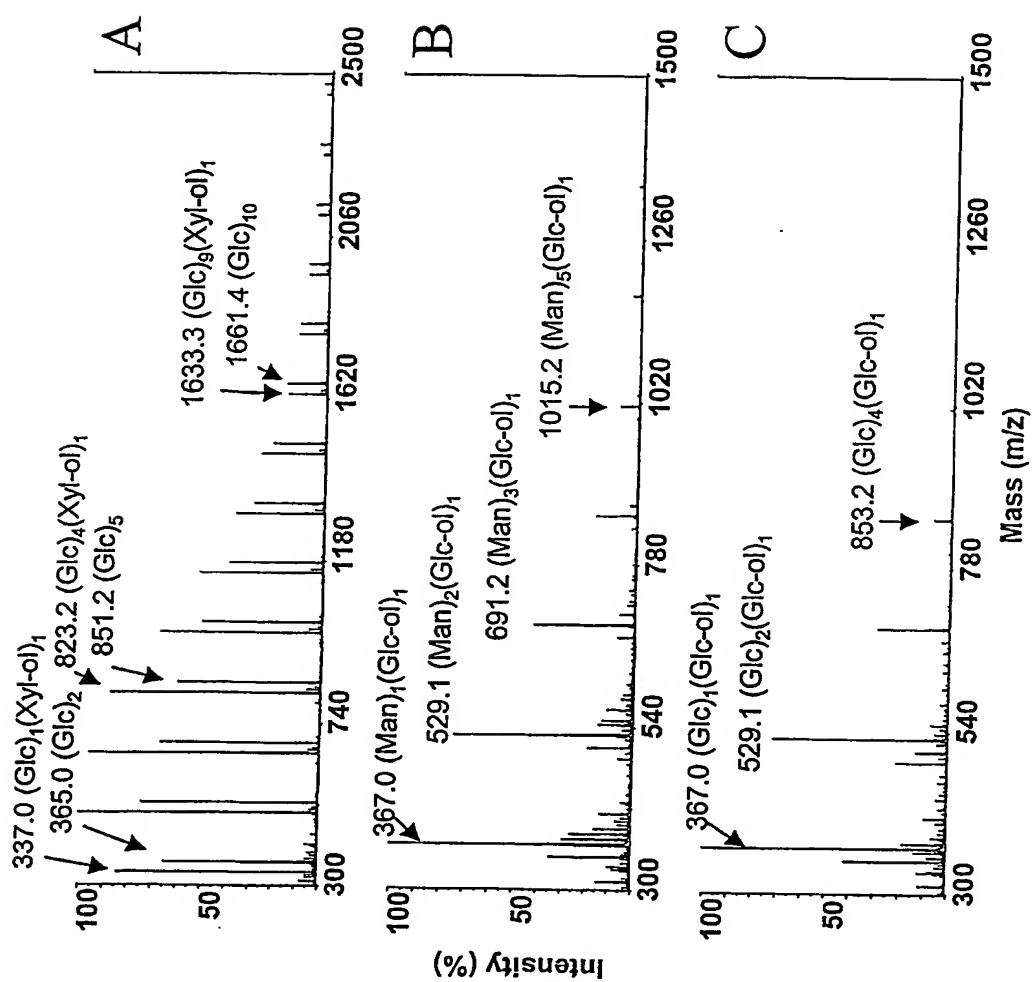 A
337.0 (Glc)₁(Xyl-ol)₁
365.0 (Glc)₂
823.2 (Glc)₄(Xyl-ol)₁
851.2 (Glc)₅
1633.3 (Glc)₉(Xyl-ol)₁
1661.4 (Glc)₁₀
100
50
300
740
1180
1620
2060
2500
B
367.0 (Man)₁(Glc-ol)₁
529.1 (Man)₂(Glc-ol)₁
691.2 (Man)₃(Glc-ol)₁
1015.2 (Man)₅(Glc-ol)₁
100
50
300
540
780
1020
1260
1500
C
367.0 (Glc)₁(Glc-ol)₁
529.1 (Glc)₂(Glc-ol)₁
853.2 (Glc)₄(Glc-ol)₁
100
50
300
540
780
1020
1260
1500
Mass (m/z)
Intensity (%)